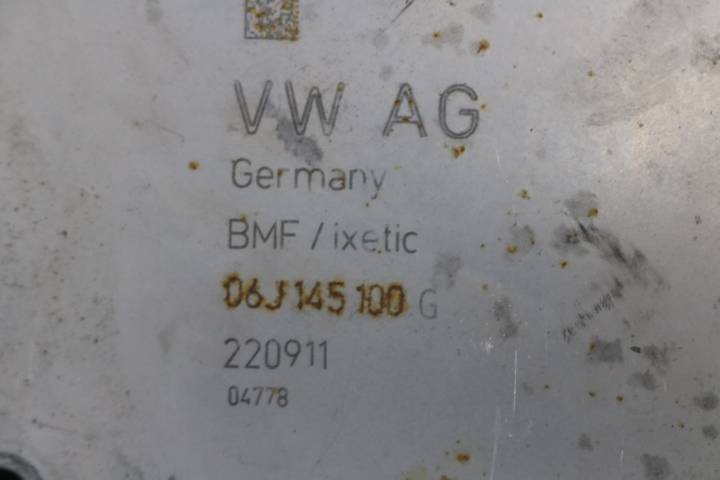 VW AG
Germany
BMF / ixetic
06J 145 100 G
220911
04778